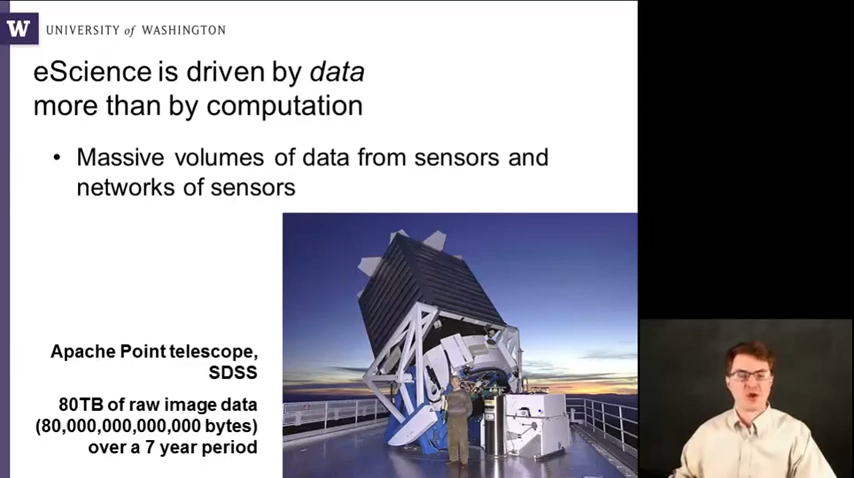 W
UNIVERSITY of WASHINGTON
eScience is driven by data
more than by computation
• Massive volumes of data from sensors and
networks of sensors
Apache Point telescope,
SDSS
80TB of raw image data
(80,000,000,000,000 bytes)
over a 7 year period